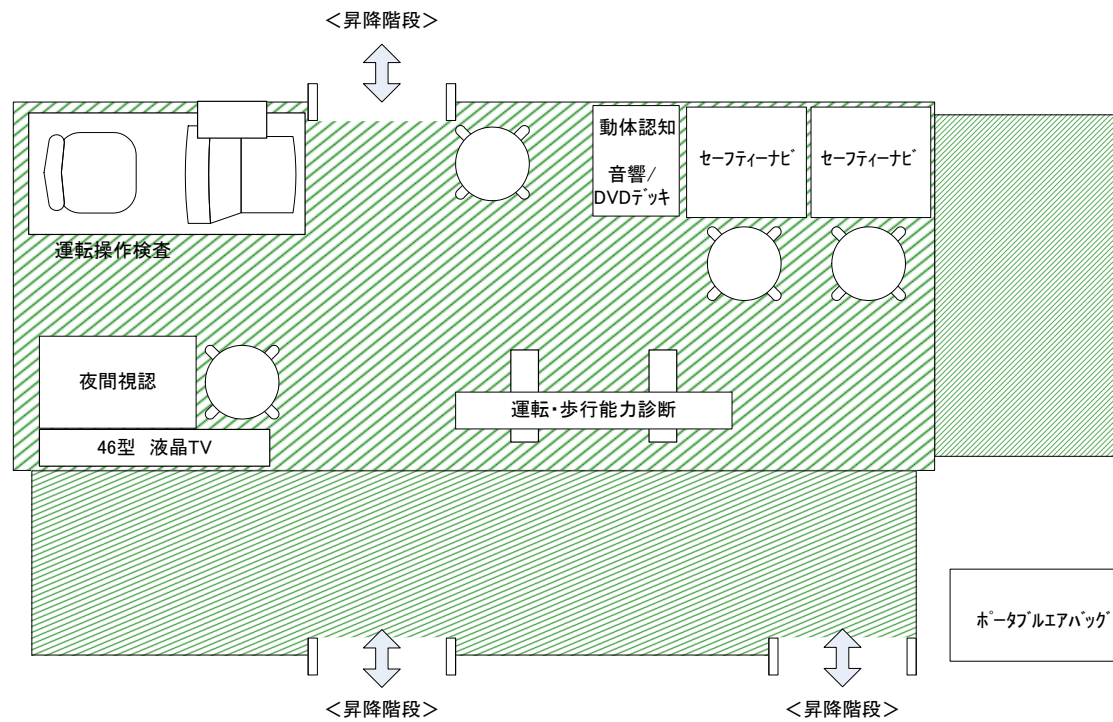 <昇降階段>
動体認知
音響/
DVDデッキ
セーフティーナビ
セーフティーナビ
運転操作検査
夜間視認
46型 液晶TV
運転・歩行能力診断
ポータブルエアバッグ
<昇降階段>
<昇降階段>